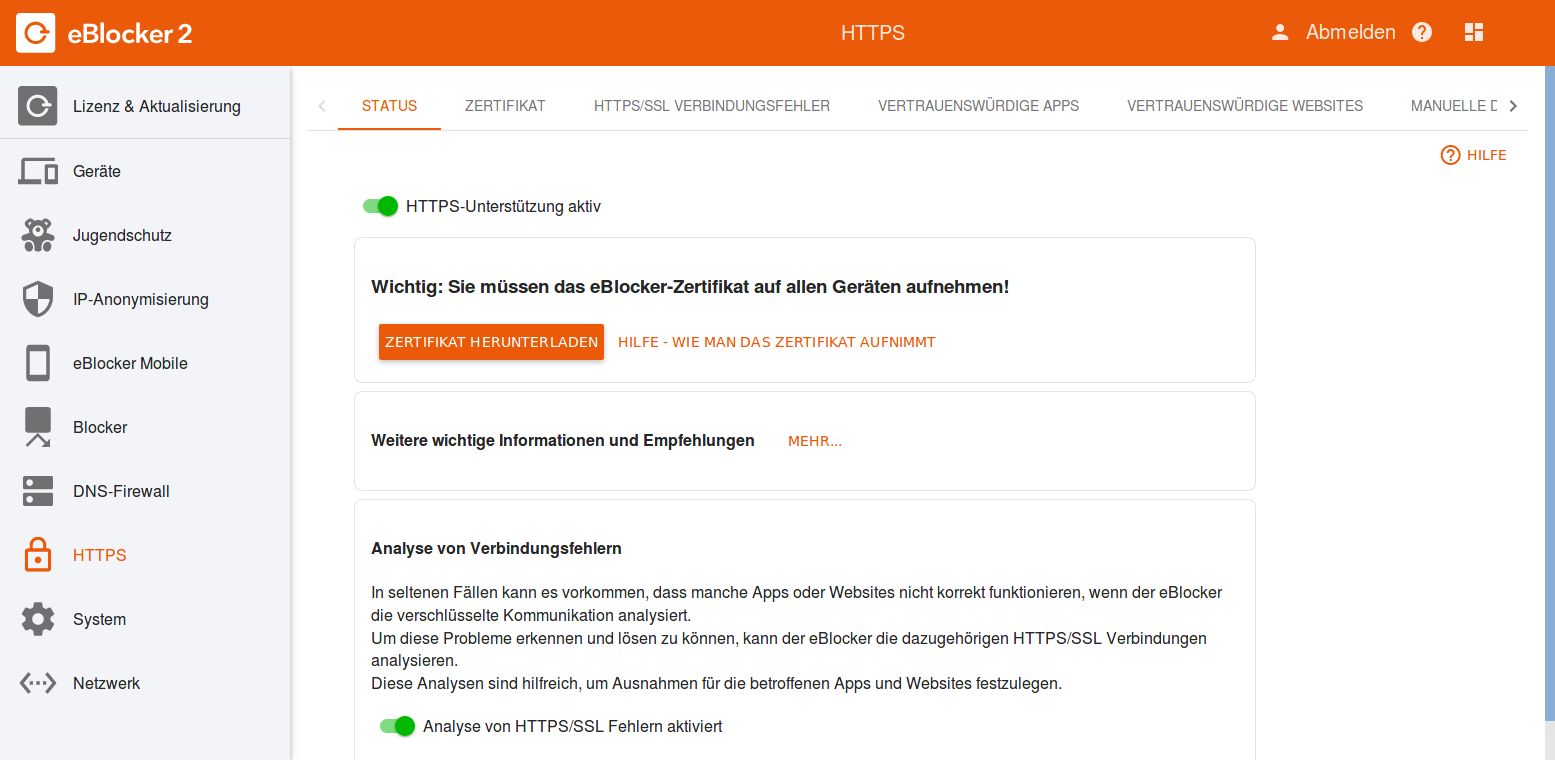 eBlocker 2
HTTPS
Abmelden
Lizenz & Aktualisierung
Geräte
Jugendschutz
IP-Anonymisierung
eBlocker Mobile
Blocker
DNS-Firewall
HTTPS
System
Netzwerk
STATUS ZERTIFIKAT HTTPS/SSL VERBINDUNGSFEHLER VERTRAUENSWÜRDIGE APPS VERTRAUENSWÜRDIGE WEBSITES MANUELLE
HILFE
HTTPS-Unterstützung aktiv
Wichtig: Sie müssen das eBlocker-Zertifikat auf allen Geräten aufnehmen!
ZERTIFIKAT HERUNTERLADEN HILFE - WIE MAN DAS ZERTIFIKAT AUFNIMMT
Weitere wichtige Informationen und Empfehlungen MEHR...
Analyse von Verbindungsfehlern
In seltenen Fällen kann es vorkommen, dass manche Apps oder Websites nicht korrekt funktionieren, wenn der eBlocker
die verschlüsselte Kommunikation analysiert.
Um diese Probleme erkennen und lösen zu können, kann der eBlocker die dazugehörigen HTTPS/SSL Verbindungen
analysieren.
Diese Analysen sind hilfreich, um Ausnahmen für die betroffenen Apps und Websites festzulegen.
Analyse von HTTPS/SSL Fehlern aktiviert